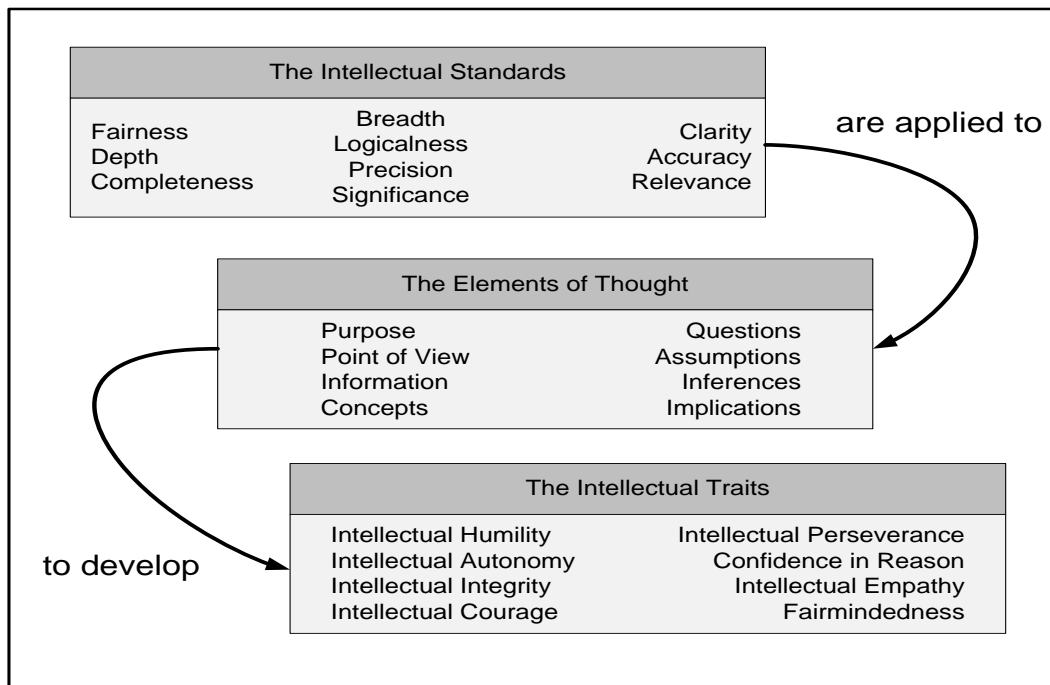 The Intellectual Standards
Fairness
Depth
Completeness
Breadth
Logicalness
Precision
Significance
Clarity
Accuracy
Relevance
are applied to
The Elements of Thought
Purpose
Point of View
Information
Concepts
Questions
Assumptions
Inferences
Implications
to develop
The Intellectual Traits
Intellectual Humility
Intellectual Autonomy
Intellectual Integrity
Intellectual Courage
Intellectual Perseverance
Confidence in Reason
Intellectual Empathy
Fairmindedness